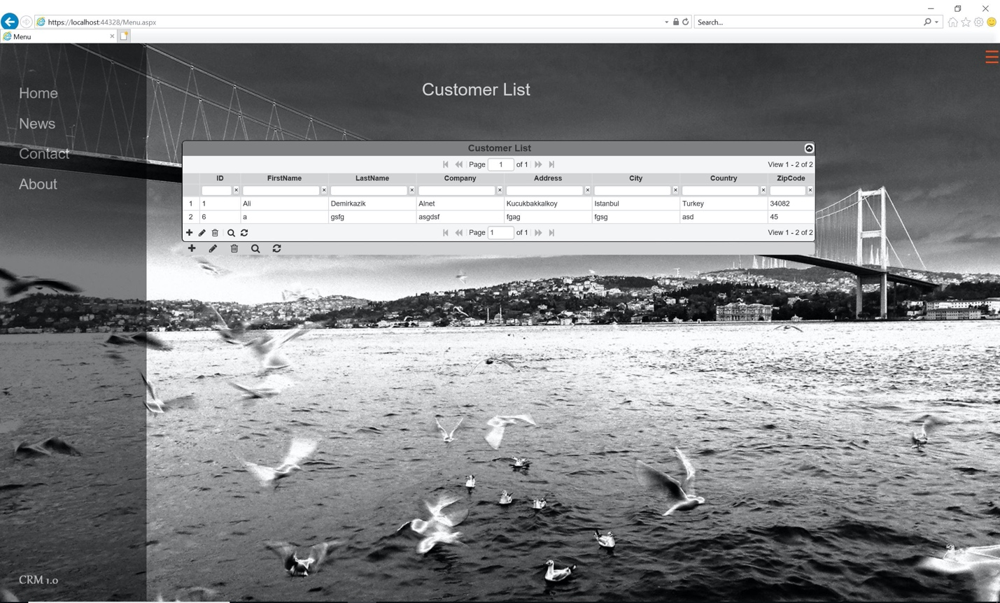 https://localhost:44328/Menu.aspx
Search...
Menu
Home
News
Contact
About
Customer List
Customer List
Page 1 of 1
View 1 - 2 of 2
ID FirstName LastName Company Address City Country ZipCode
x x x x x x x x
1 1 Ali Demirkazik Alnet Kucukbakkalkoy Istanbul Turkey 34082
2 6 a gsfg asgdsf fgag fgsg asd 45
Page 1 of 1
View 1 - 2 of 2
CRM 1.0